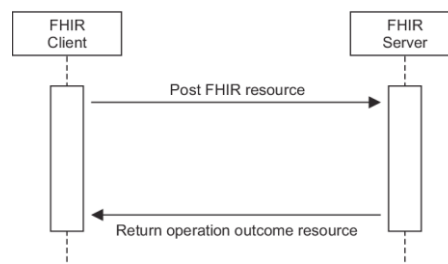 FHIR
Client
FHIR
Server
Post FHIR resource
Return operation outcome resource